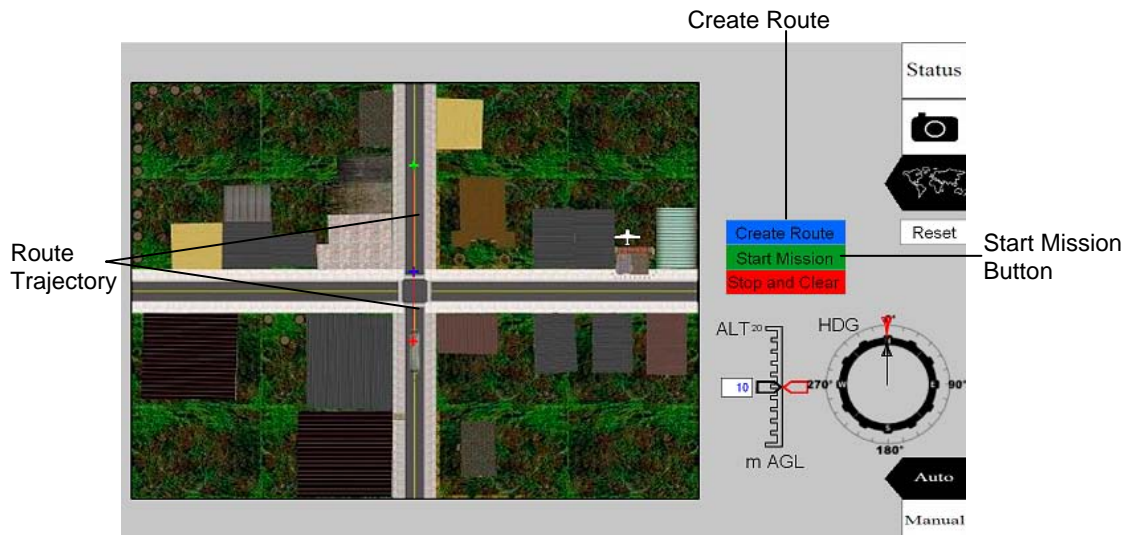 Create Route
Status
Create Route
Start Mission
Stop and Clear
Reset
Route
Trajectory
Start Mission
Button
ALT 20
HDG
0°
10
270°
N
W
E
S
90°
180°
m AGL
Auto
Manual